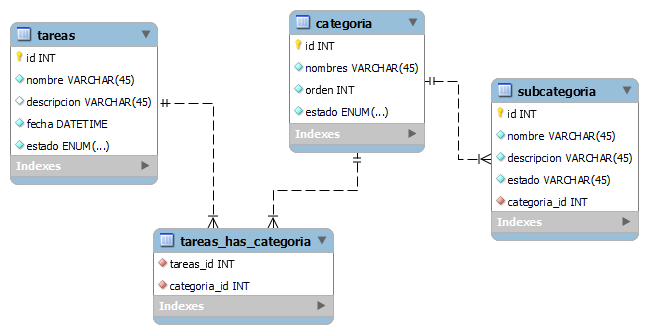 tareas
id INT
nombre VARCHAR(45)
descripcion VARCHAR(45)
fecha DATETIME
estado ENUM(...)
Indexes
categoria
id INT
nombres VARCHAR(45)
orden INT
estado ENUM(...)
Indexes
subcategoria
id INT
nombre VARCHAR(45)
descripcion VARCHAR(45)
estado VARCHAR(45)
categoria_id INT
Indexes
tareas_has_categoria
tareas_id INT
categoria_id INT
Indexes